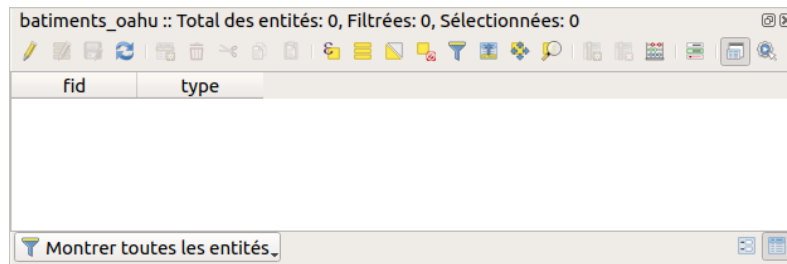 batiments_oahu :: Total des entités: 0, Filtrées: 0, Sélectionnées: 0
fid type
Montrer toutes les entités